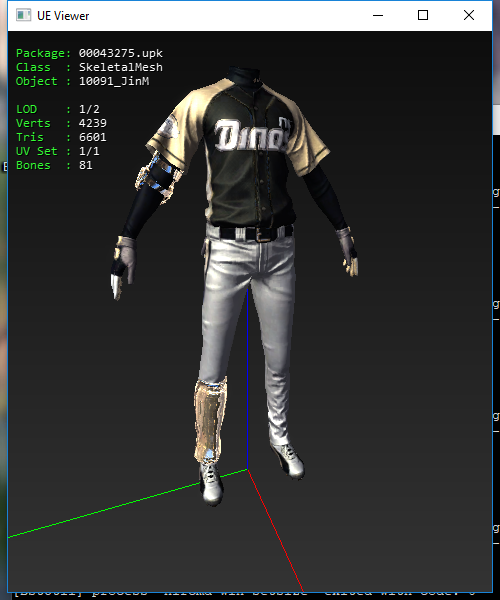 UE Viewer
Package: 00043275.upk
Class : SkeletalMesh
Object : 10091_JinM
LOD : 1/2
Verts : 4239
Tris : 6601
UV Set : 1/1
Bones : 81
Dinos